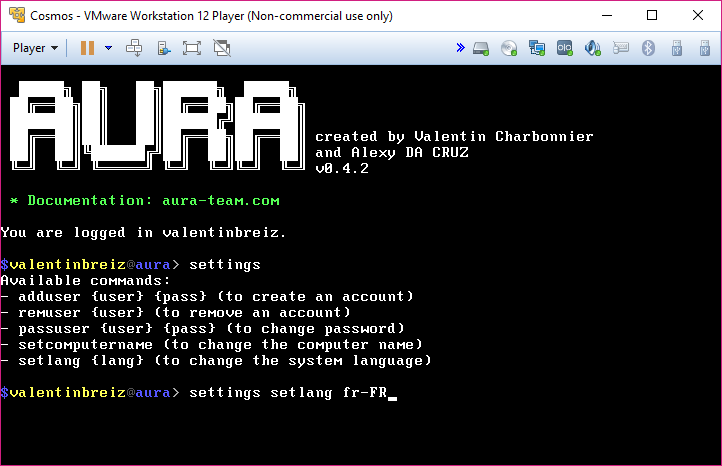 Cosmos - VMware Workstation 12 Player (Non-commercial use only)
Player
AURA
created by Valentin Charbonnier
and Alexy DA CRUZ
v0.4.2
* Documentation: aura-team.com
You are logged in valentinbreiz.
$valentinbreiz@aura> settings
Available commands:
- adduser {user} {pass} (to create an account)
- remuser {user} (to remove an account)
- passuser {user} {pass} (to change password)
- setcomputername (to change the computer name)
- setlang {lang} (to change the system language)
$valentinbreiz@aura> settings setlang fr-FR_